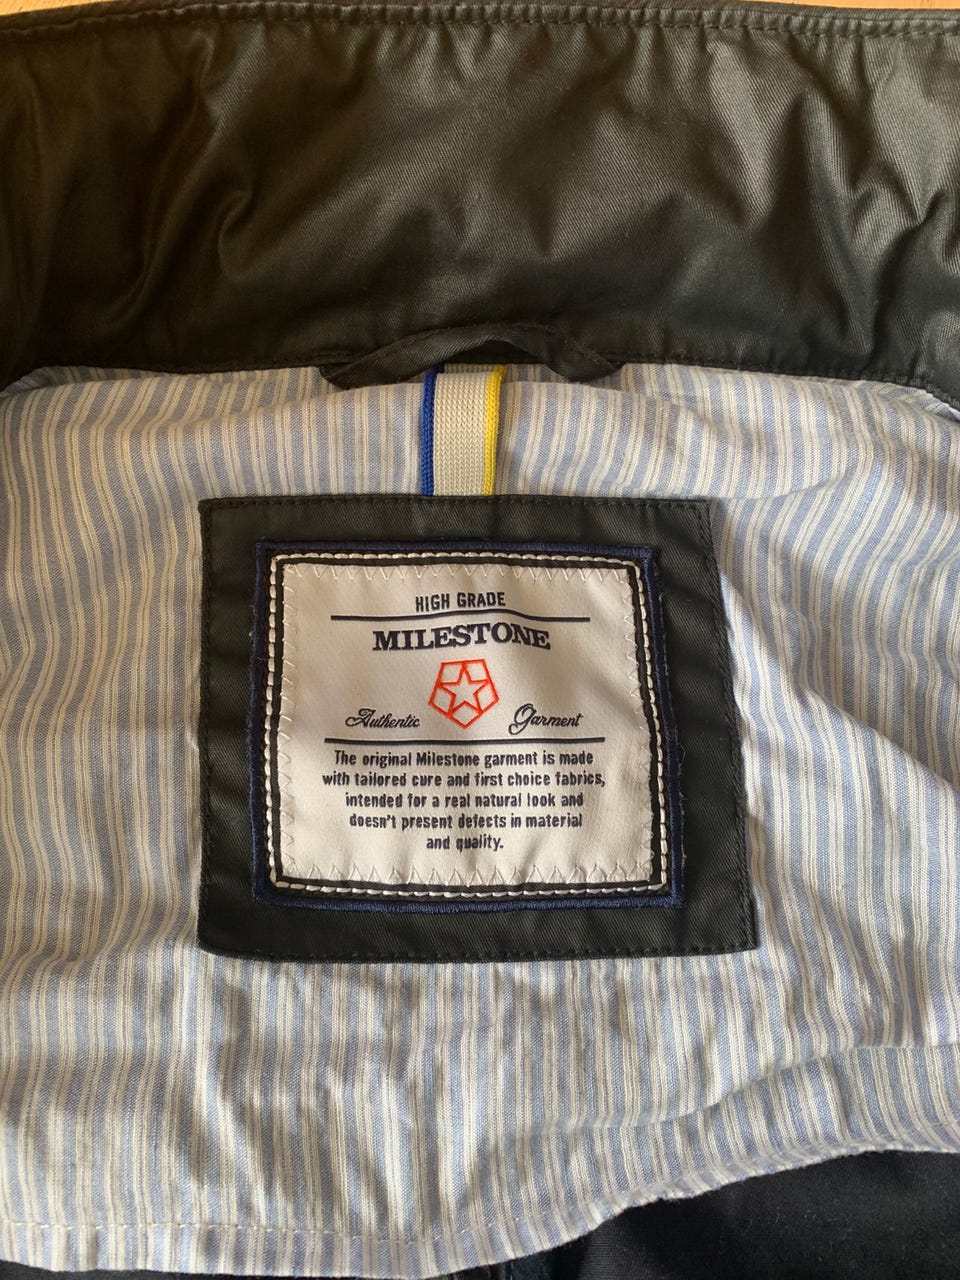 HIGH GRADE
MILESTONE
Authentic Garment
The original Milestone garment is made
with tailored cure and first choice fabrics,
intended for a real natural look and
doesn't present defects in material
and quality.